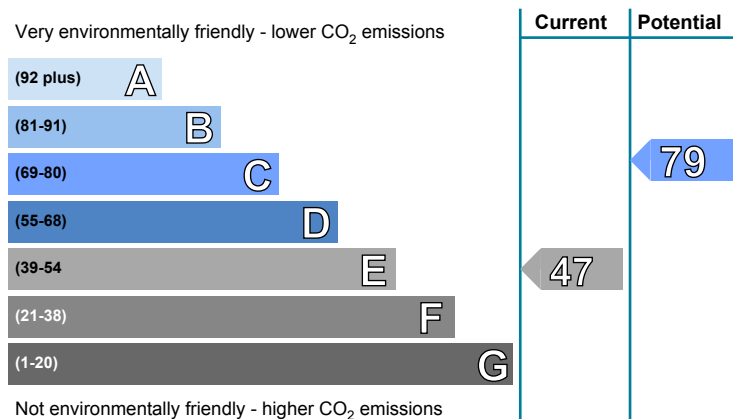 Current Potential
Very environmentally friendly - lower CO2 emissions
(92 plus) A
(81-91) B
79
(69-80) C
(55-68) D
(39-54 E 47
(21-38) F
(1-20) G
Not environmentally friendly - higher CO2 emissions